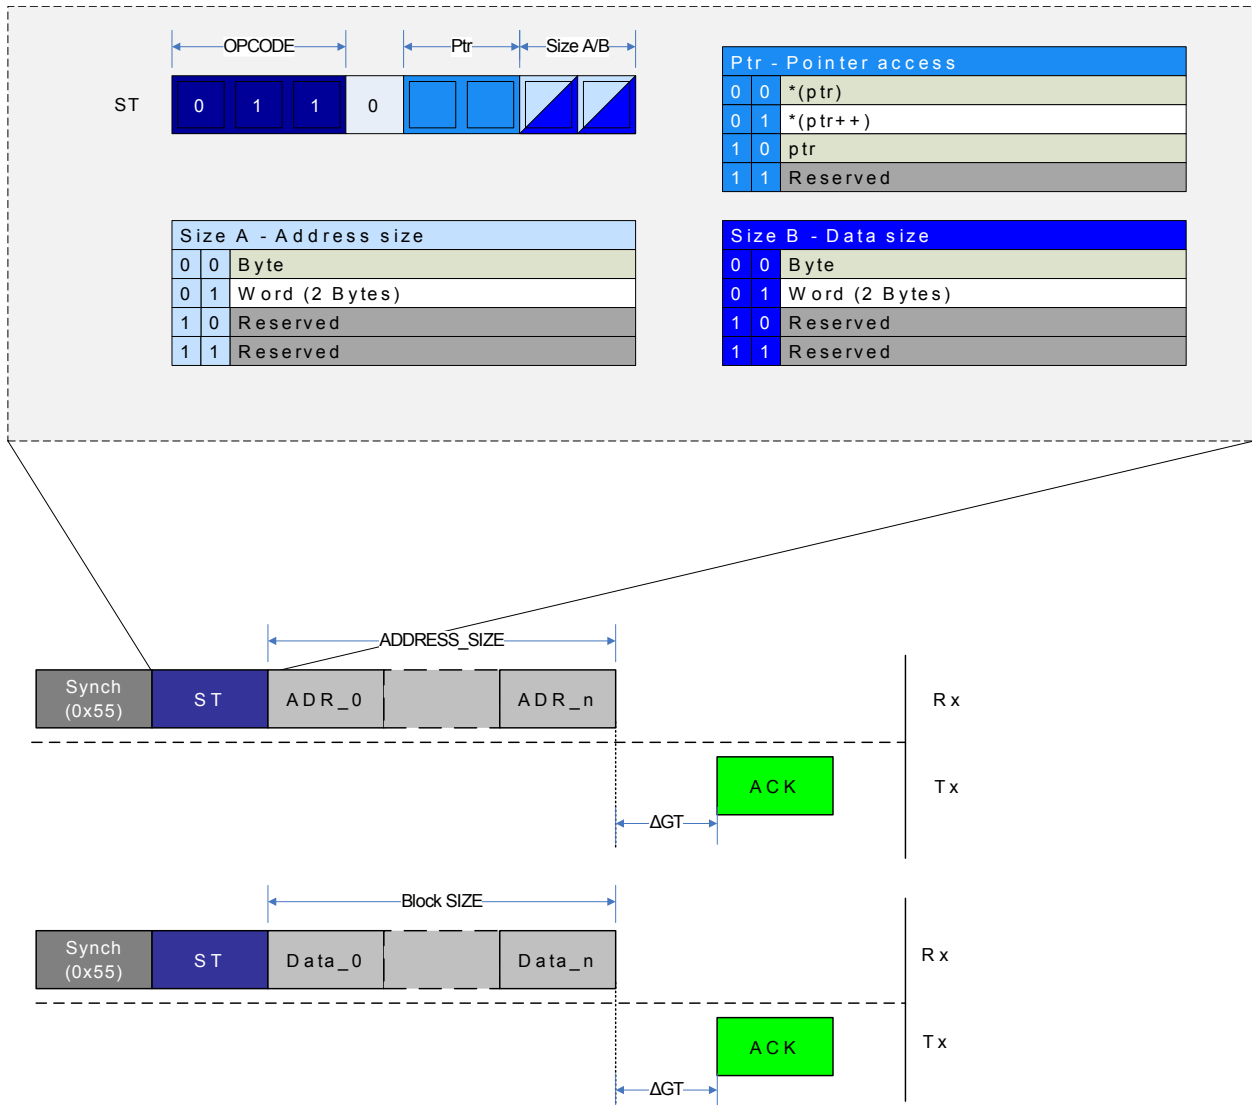 OPCODE Ptr Size A/B
ST 0 1 1 0
Ptr - Pointer access
0 0 *(ptr)
0 1 *(ptr++)
1 0 ptr
1 1 Reserved
Size A - Address size
0 0 Byte
0 1 Word (2 Bytes)
1 0 Reserved
1 1 Reserved
Size B - Data size
0 0 Byte
0 1 Word (2 Bytes)
1 0 Reserved
1 1 Reserved
ADDRESS_SIZE
Synch
(0x55)
ST ADR_0 ADR_n Rx
ACK Tx
ΔGT
Block SIZE
Synch
(0x55)
ST Data_0 Data_n Rx
ACK Tx
ΔGT